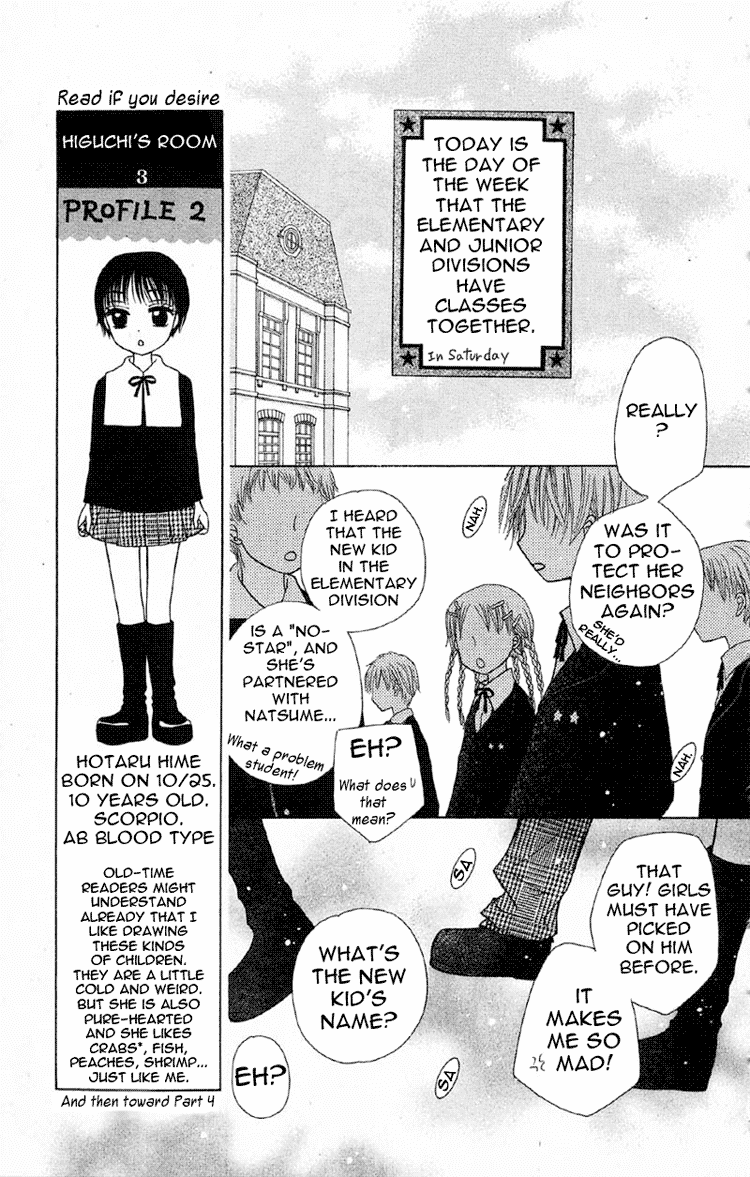 Read if you desire
HIGUCHI'S ROOM
3
PROFILE 2
HOTARU HIME
BORN ON 10/25.
10 YEARS OLD.
SCORPIO.
AB BLOOD TYPE
OLD-TIME
READERS MIGHT
UNDERSTAND
ALREADY THAT I
LIKE DRAWING
THESE KINDS
OF CHILDREN.
THEY ARE A LITTLE
COLD AND WEIRD.
BUT SHE IS ALSO
PURE-HEARTED
AND SHE LIKES
CRABS*, FISH,
PEACHES, SHRIMP...
JUST LIKE ME.
And then toward Part 4
TODAY IS
THE DAY OF
THE WEEK
THAT THE
ELEMENTARY
AND JUNIOR
DIVISIONS
HAVE
CLASSES
TOGETHER.
In Saturday
REALLY
?
WAS IT
TO PRO-
TECT HER
NEIGHBORS
AGAIN?
SHE'D
REALLY...
NAH.
I HEARD
THAT THE
NEW KID
IN THE
ELEMENTARY
DIVISION
IS A "NO-
STAR", AND
SHE'S
PARTNERED
WITH
NATSUME...
What a problem
student!
EH?
What does
that
mean?
NAH.
THAT
GUY! GIRLS
MUST HAVE
PICKED
ON HIM
BEFORE.
IT
MAKES
ME SO
MAD!
SA
WHAT'S
THE NEW
KID'S
NAME?
SA
EH?